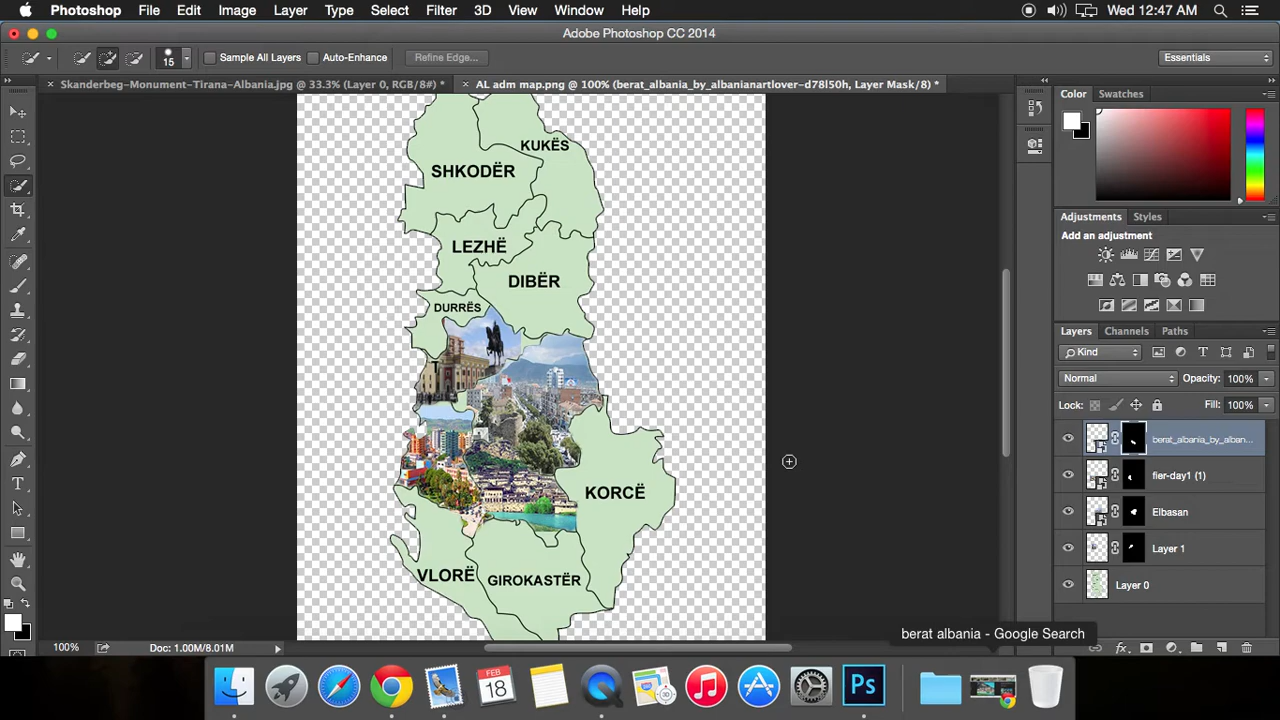 Photoshop File Edit Image Layer Type Select Filter 3D View Window Help Wed 12:47 AM
Adobe Photoshop CC 2014
15 Sample All Layers Auto-Enhance Refine Edge... Essentials
Skanderbeg-Monument-Tirana-Albania.jpg @ 33.3% (Layer 0, RGB/8#) * AL adm map.png @ 100% (berat_albania_by_albanianartlover-d78l50h, Layer Mask/8) *
Color Swatches
KUKËS
SHKODËR
Adjustments Styles
Add an adjustment
LEZHË
DIBËR
DURRËS
Layers Channels Paths
Kind
Normal Opacity: 100%
Lock: Fill: 100%
berat_albania_by_alban...
fier-day1 (1)
KORCË
Elbasan
Layer 1
VLORË
GIROKASTËR
Layer 0
berat albania - Google Search
100% Doc: 1.00M/8.01M
FEB
18